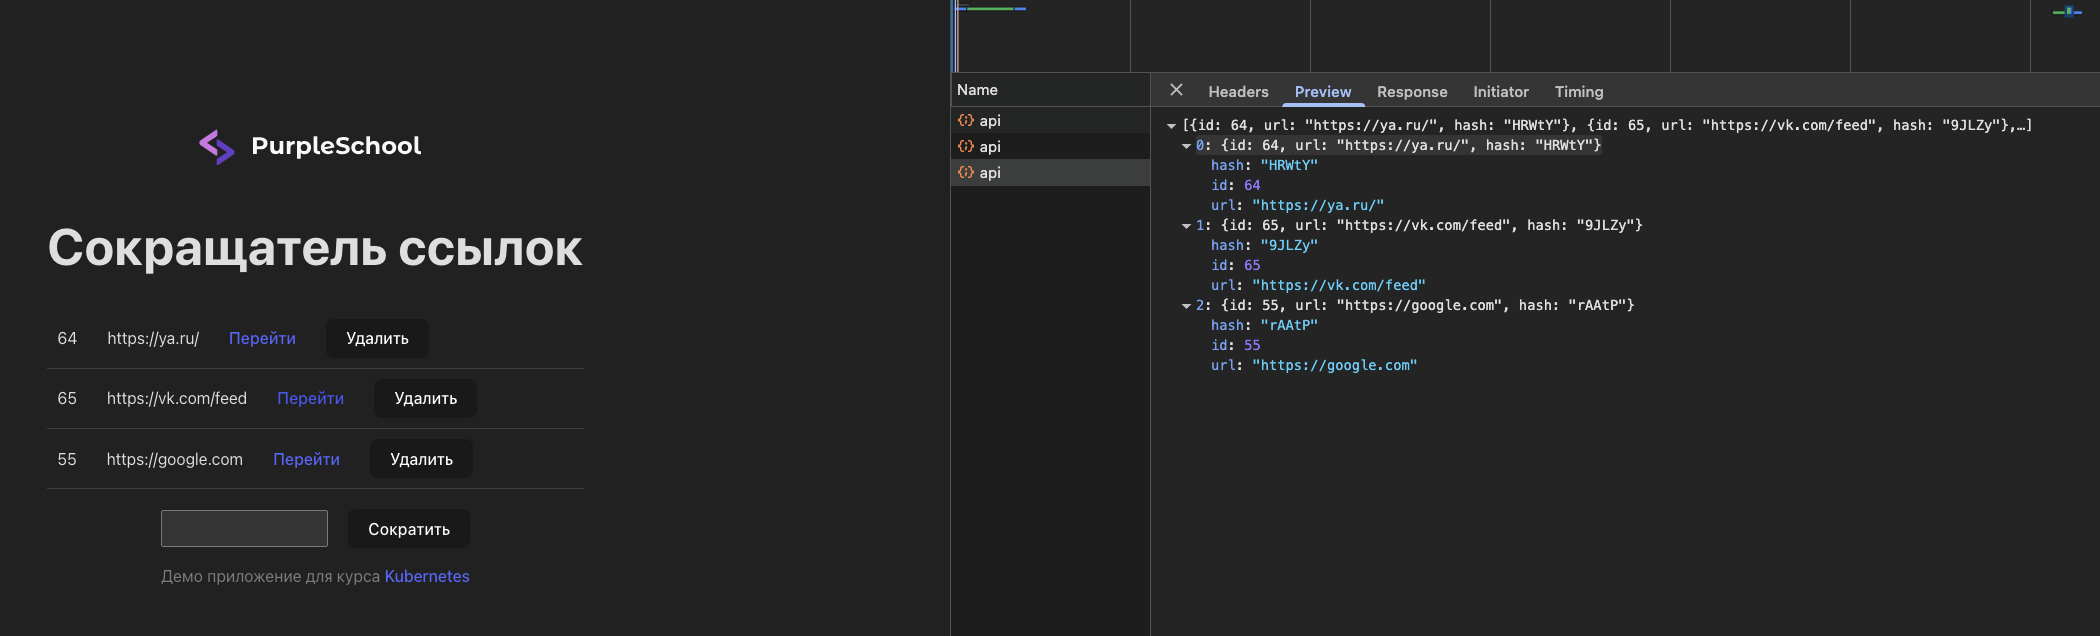 PurpleSchool
Сокращатель ссылок
64 https://ya.ru/ Перейти Удалить
65 https://vk.com/feed Перейти Удалить
55 https://google.com Перейти Удалить
Сократить
Демо приложение для курса Kubernetes
Name
api
api
api
Headers Preview Response Initiator Timing
[{id: 64, url: "https://ya.ru/", hash: "HRWtY"}, {id: 65, url: "https://vk.com/feed", hash: "9JLZy"},…]
0: {id: 64, url: "https://ya.ru/", hash: "HRWtY"}
hash: "HRWtY"
id: 64
url: "https://ya.ru/"
1: {id: 65, url: "https://vk.com/feed", hash: "9JLZy"}
hash: "9JLZy"
id: 65
url: "https://vk.com/feed"
2: {id: 55, url: "https://google.com", hash: "rAAtP"}
hash: "rAAtP"
id: 55
url: "https://google.com"